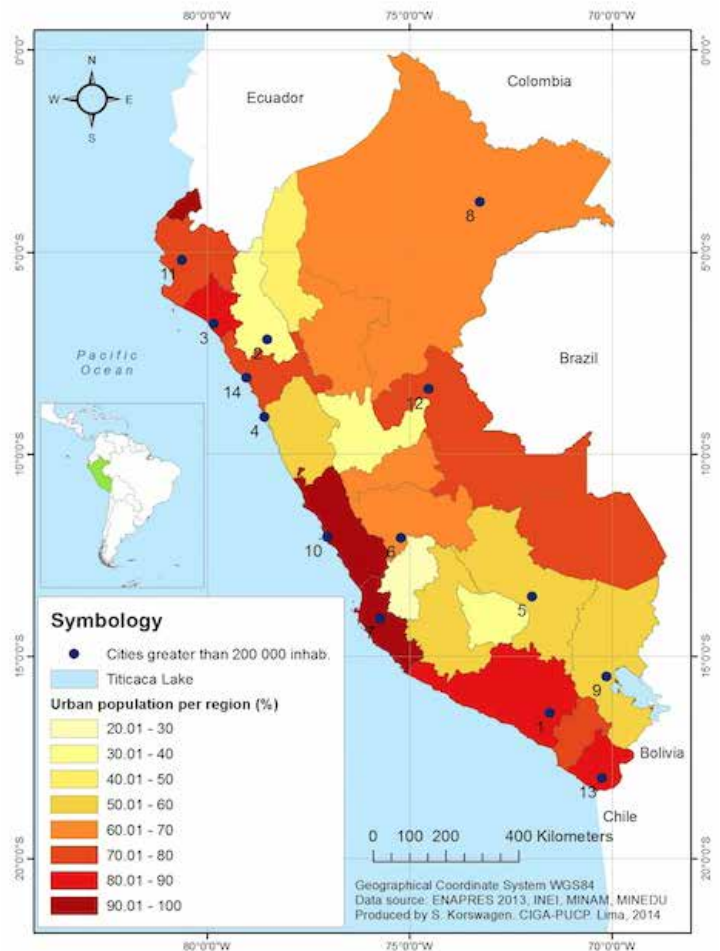 80°0'0"W
75°0'0"W
70°0'0"W
0°0'0"
0°0'0"
N
W
E
S
Ecuador
Colombia
8
5°0'0"S
5°0'0"S
11
Brazil
3
2
Pacific
Ocean
14
12
4
10°0'0"S
10°0'0"S
10
6
5
7
15°0'0"S
15°0'0"S
9
1
Bolivia
13
Chile
Symbology
Cities greater than 200 000 inhab.
Titicaca Lake
Urban population per region (%)
20.01 - 30
30.01 - 40
40.01 - 50
50.01 - 60
60.01 - 70
70.01 - 80
80.01 - 90
90.01 - 100
0 100 200 400 Kilometers
20°0'0"S
20°0'0"S
Geographical Coordinate System WGS84
Data source: ENAPRES 2013, INEI, MINAM, MINEDU
Produced by S. Korswagen. CIGA-PUCP. Lima, 2014
80°0'0"W
75°0'0"W
70°0'0"W